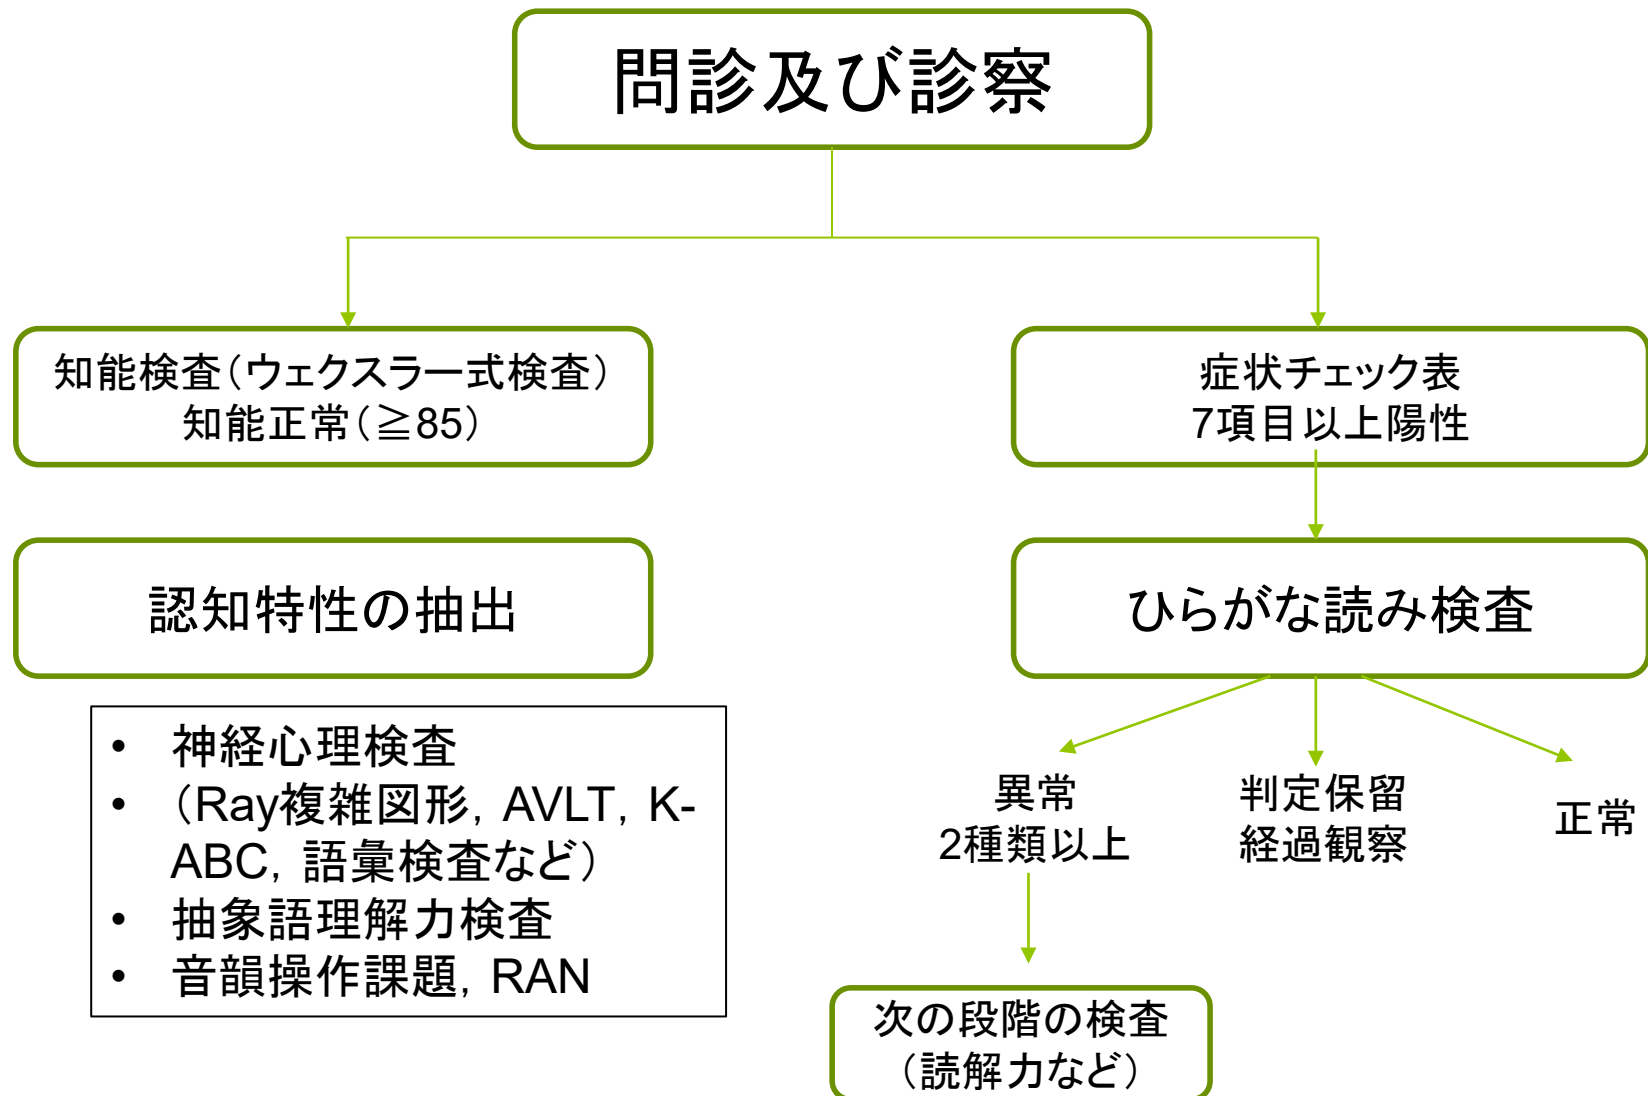 問診及び診察
知能検査（ウェクスラー式検査）
知能正常（≧85）
症状チェック表
7項目以上陽性
認知特性の抽出
ひらがな読み検査
• 神経心理検査
• （Ray複雑図形，AVLT，K-
ABC，語彙検査など）
• 抽象語理解力検査
• 音韻操作課題，RAN
異常
2種類以上
判定保留
経過観察
正常
次の段階の検査
（読解力など）